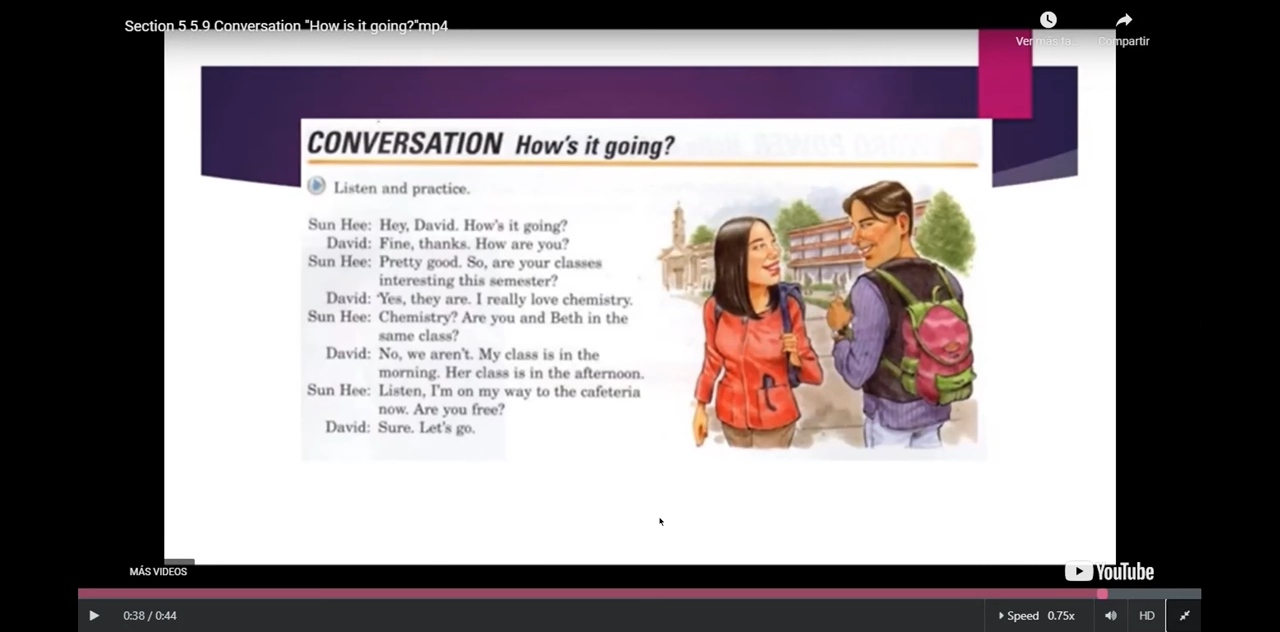 Section 5 5.9 Conversation "How is it going?"mp4
Ver más ta...
Compartir
CONVERSATION How's it going?
Listen and practice.
Sun Hee: Hey, David. How's it going?
David: Fine, thanks. How are you?
Sun Hee: Pretty good. So, are your classes
interesting this semester?
David: Yes, they are. I really love chemistry.
Sun Hee: Chemistry? Are you and Beth in the
same class?
David: No, we aren't. My class is in the
morning. Her class is in the afternoon.
Sun Hee: Listen, I'm on my way to the cafeteria
now. Are you free?
David: Sure. Let's go.
MÁS VIDEOS
YouTube
0:38 / 0:44
Speed 0.75x
HD